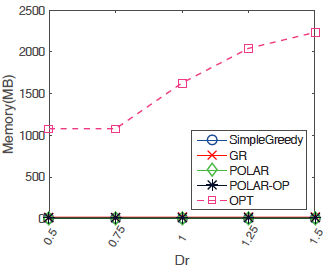 2500
2000
1500
1000
500
0
Memory(MB)
SimpleGreedy
GR
POLAR
POLAR-OP
OPT
0.5
0.75
1
1.25
1.5
Dr